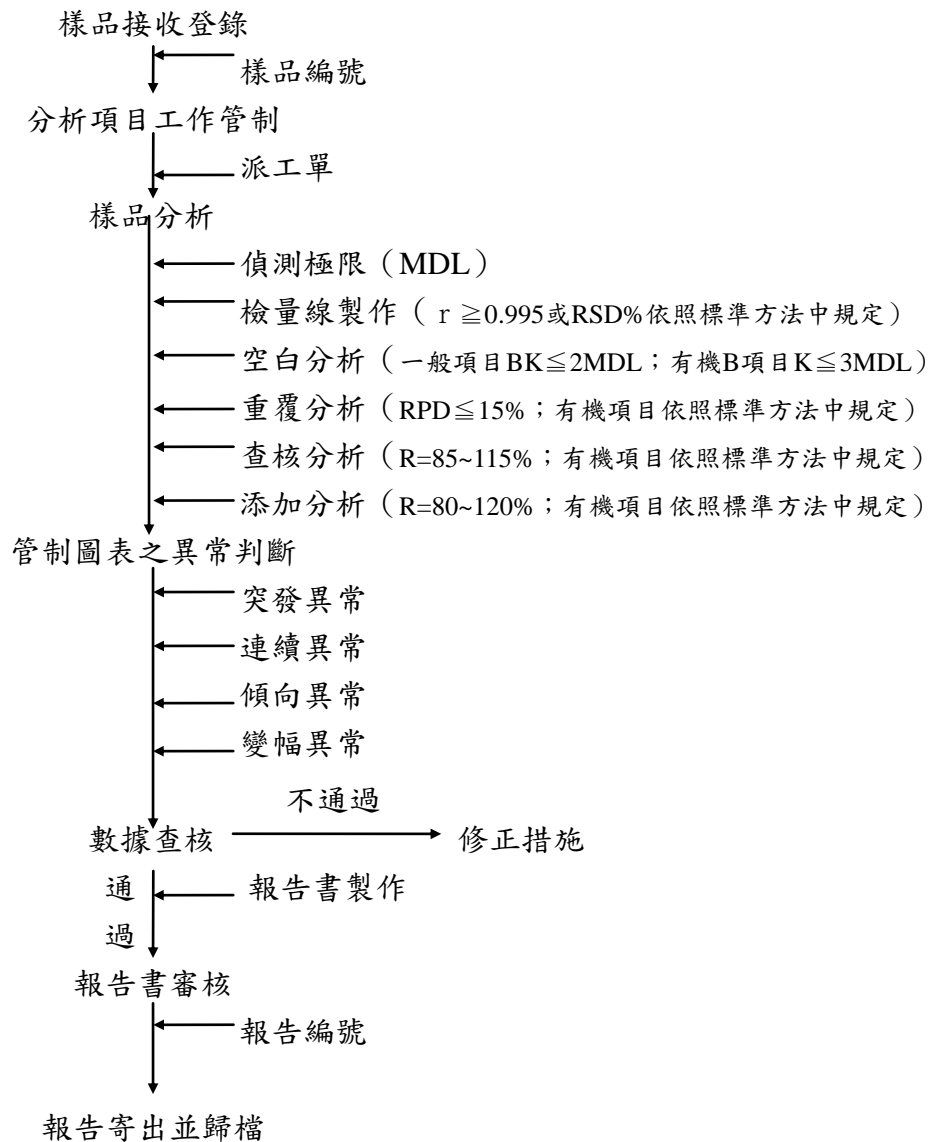 樣品接收登錄
樣品編號
分析項目工作管制
派工單
樣品分析
偵測極限（MDL）
檢量線製作（ r ≧0.995或RSD%依照標準方法中規定）
空白分析（一般項目BK≦2MDL；有機B項目K≦3MDL）
重覆分析（RPD≦15%；有機項目依照標準方法中規定）
查核分析（R=85~115%；有機項目依照標準方法中規定）
添加分析（R=80~120%；有機項目依照標準方法中規定）
管制圖表之異常判斷
突發異常
連續異常
傾向異常
變幅異常
不通過
數據查核
修正措施
通
過
報告書製作
報告書審核
報告編號
報告寄出並歸檔